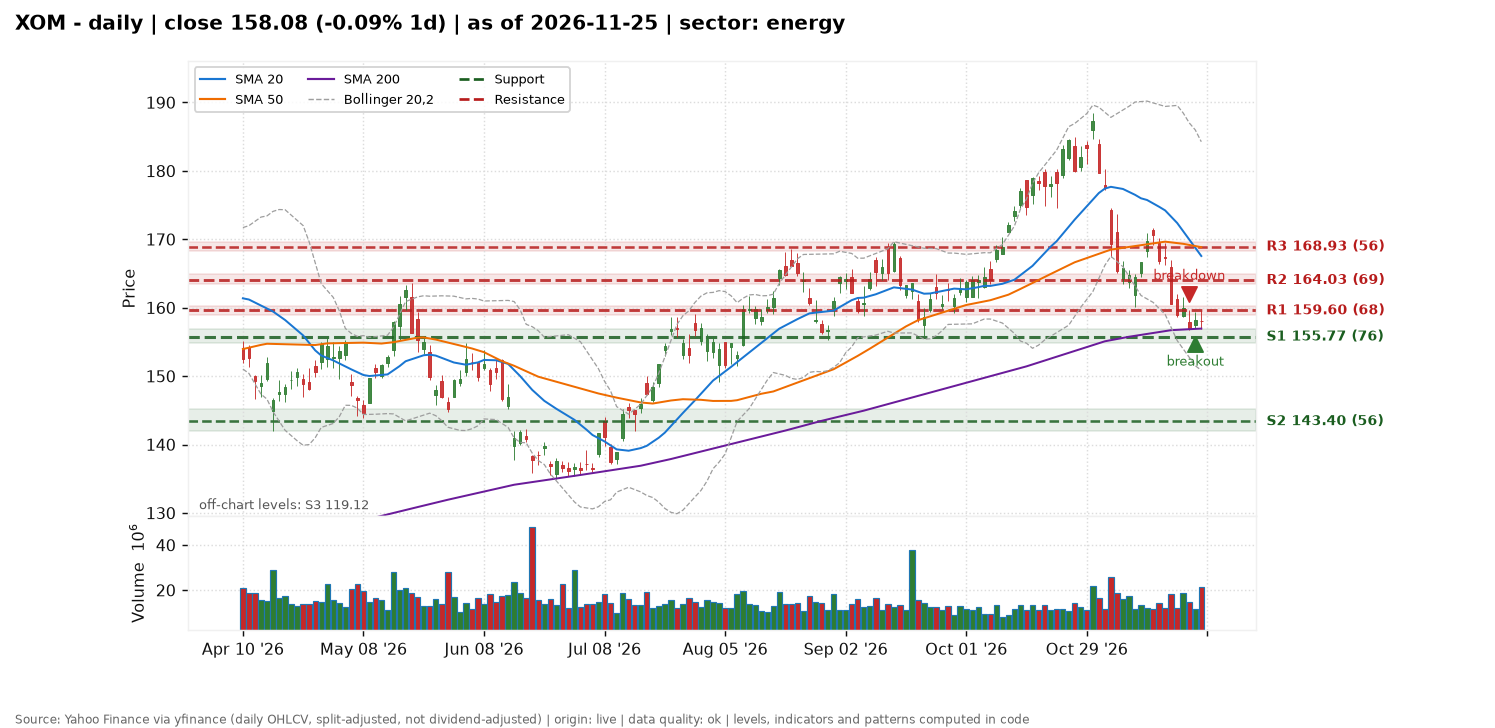 XOM - daily | close 158.08 (-0.09% 1d) | as of 2026-11-25 | sector: energy
SMA 20
SMA 50
SMA 200
Bollinger 20,2
Support
Resistance
Price
190
180
170
160
150
140
130
R3 168.93 (56)
R2 164.03 (69)
R1 159.60 (68)
S1 155.77 (76)
S2 143.40 (56)
breakdown
breakout
off-chart levels: S3 119.12
Volume 10⁶
40
20
Apr 10 '26
May 08 '26
Jun 08 '26
Jul 08 '26
Aug 05 '26
Sep 02 '26
Oct 01 '26
Oct 29 '26
Source: Yahoo Finance via yfinance (daily OHLCV, split-adjusted, not dividend-adjusted) | origin: live | data quality: ok | levels, indicators and patterns computed in code